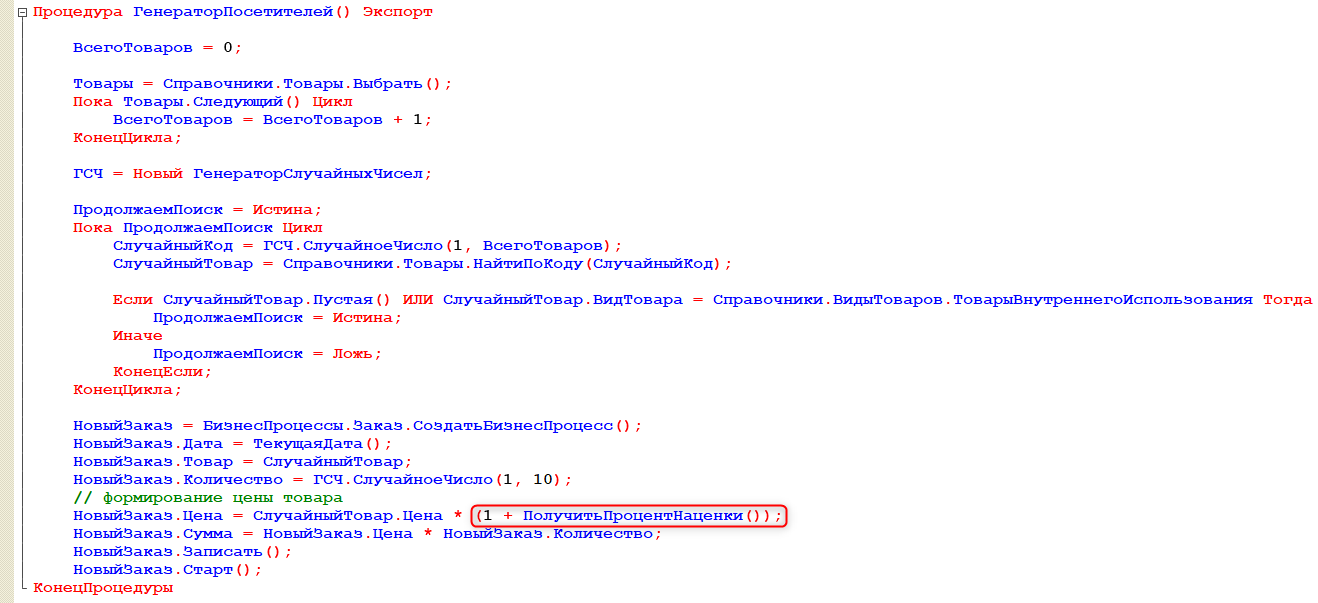 Процедура ГенераторПосетителей() Экспорт
ВсегоТоваров = 0;
Товары = Справочники.Товары.Выбрать();
Пока Товары.Следующий() Цикл
ВсегоТоваров = ВсегоТоваров + 1;
КонецЦикла;
ГСЧ = Новый ГенераторСлучайныхЧисел;
ПродолжаемПоиск = Истина;
Пока ПродолжаемПоиск Цикл
СлучайныйКод = ГСЧ.СлучайноеЧисло(1, ВсегоТоваров);
СлучайныйТовар = Справочники.Товары.НайтиПоКоду(СлучайныйКод);
Если СлучайныйТовар.Пустая() ИЛИ СлучайныйТовар.ВидТовара = Справочники.ВидыТоваров.ТоварыВнутреннегоИспользования Тогда
ПродолжаемПоиск = Истина;
Иначе
ПродолжаемПоиск = Ложь;
КонецЕсли;
КонецЦикла;
НовыйЗаказ = БизнесПроцессы.Заказ.СоздатьБизнесПроцесс();
НовыйЗаказ.Дата = ТекущаяДата();
НовыйЗаказ.Товар = СлучайныйТовар;
НовыйЗаказ.Количество = ГСЧ.СлучайноеЧисло(1, 10);
// формирование цены товара
НовыйЗаказ.Цена = СлучайныйТовар.Цена * (1 + ПолучитьПроцентНаценки());
НовыйЗаказ.Сумма = НовыйЗаказ.Цена * НовыйЗаказ.Количество;
НовыйЗаказ.Записать();
НовыйЗаказ.Старт();
КонецПроцедуры